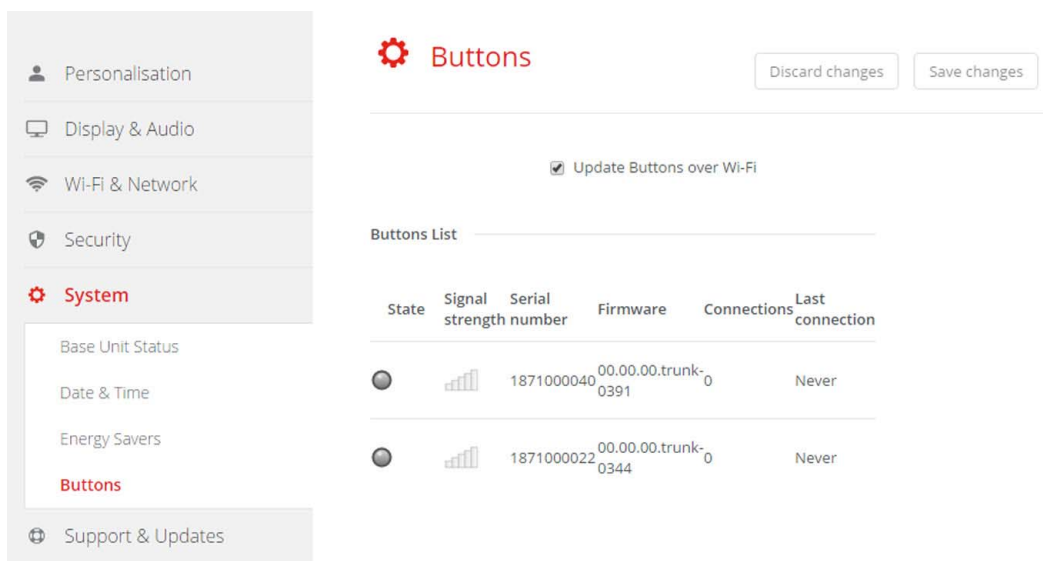 Personalisation
Display & Audio
Wi-Fi & Network
Security
System
Base Unit Status
Date & Time
Energy Savers
Buttons
Support & Updates
Buttons
Discard changes
Save changes
Update Buttons over Wi-Fi
Buttons List
State
Signal
strength
Serial
number
Firmware
Connections
Last
connection
1871000040
00.00.00.trunk-
0391
0
Never
1871000022
00.00.00.trunk-
0344
0
Never